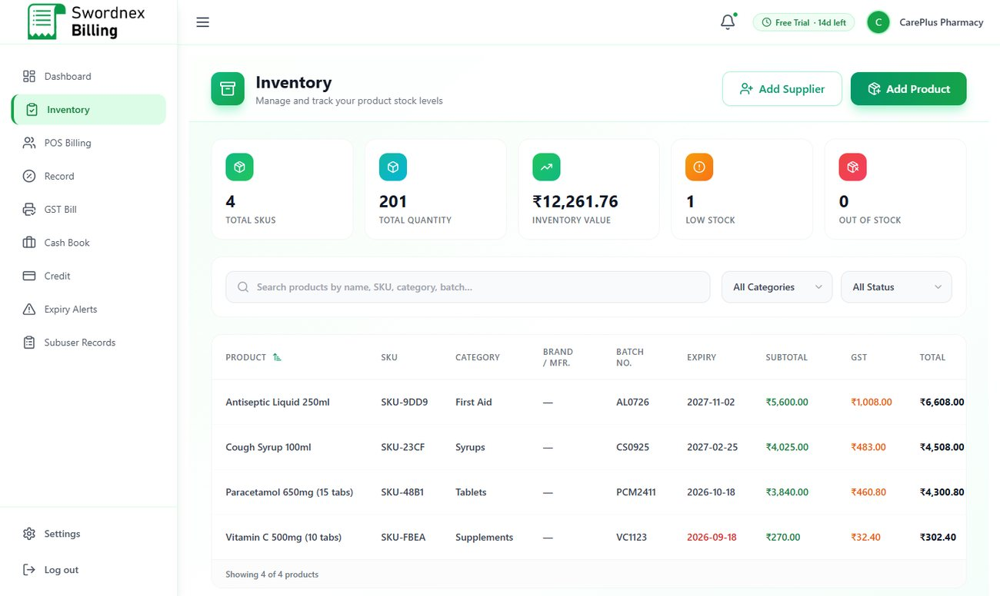 Swordnex
Billing
Free Trial · 14d left
C
CarePlus Pharmacy
Dashboard
Inventory
POS Billing
Record
GST Bill
Cash Book
Credit
Expiry Alerts
Subuser Records
Settings
Log out
Inventory
Manage and track your product stock levels
Add Supplier
Add Product
4
TOTAL SKUS
201
TOTAL QUANTITY
₹12,261.76
INVENTORY VALUE
1
LOW STOCK
0
OUT OF STOCK
Search products by name, SKU, category, batch...
All Categories
All Status
PRODUCT SKU CATEGORY BRAND / MFR. BATCH NO. EXPIRY SUBTOTAL GST TOTAL
Antiseptic Liquid 250ml SKU-9DD9 First Aid — AL0726 2027-11-02 ₹5,600.00 ₹1,008.00 ₹6,608.00
Cough Syrup 100ml SKU-23CF Syrups — CS0925 2027-02-25 ₹4,025.00 ₹483.00 ₹4,508.00
Paracetamol 650mg (15 tabs) SKU-48B1 Tablets — PCM2411 2026-10-18 ₹3,840.00 ₹460.80 ₹4,300.80
Vitamin C 500mg (10 tabs) SKU-FBEA Supplements — VC1123 2026-09-18 ₹270.00 ₹32.40 ₹302.40
Showing 4 of 4 products